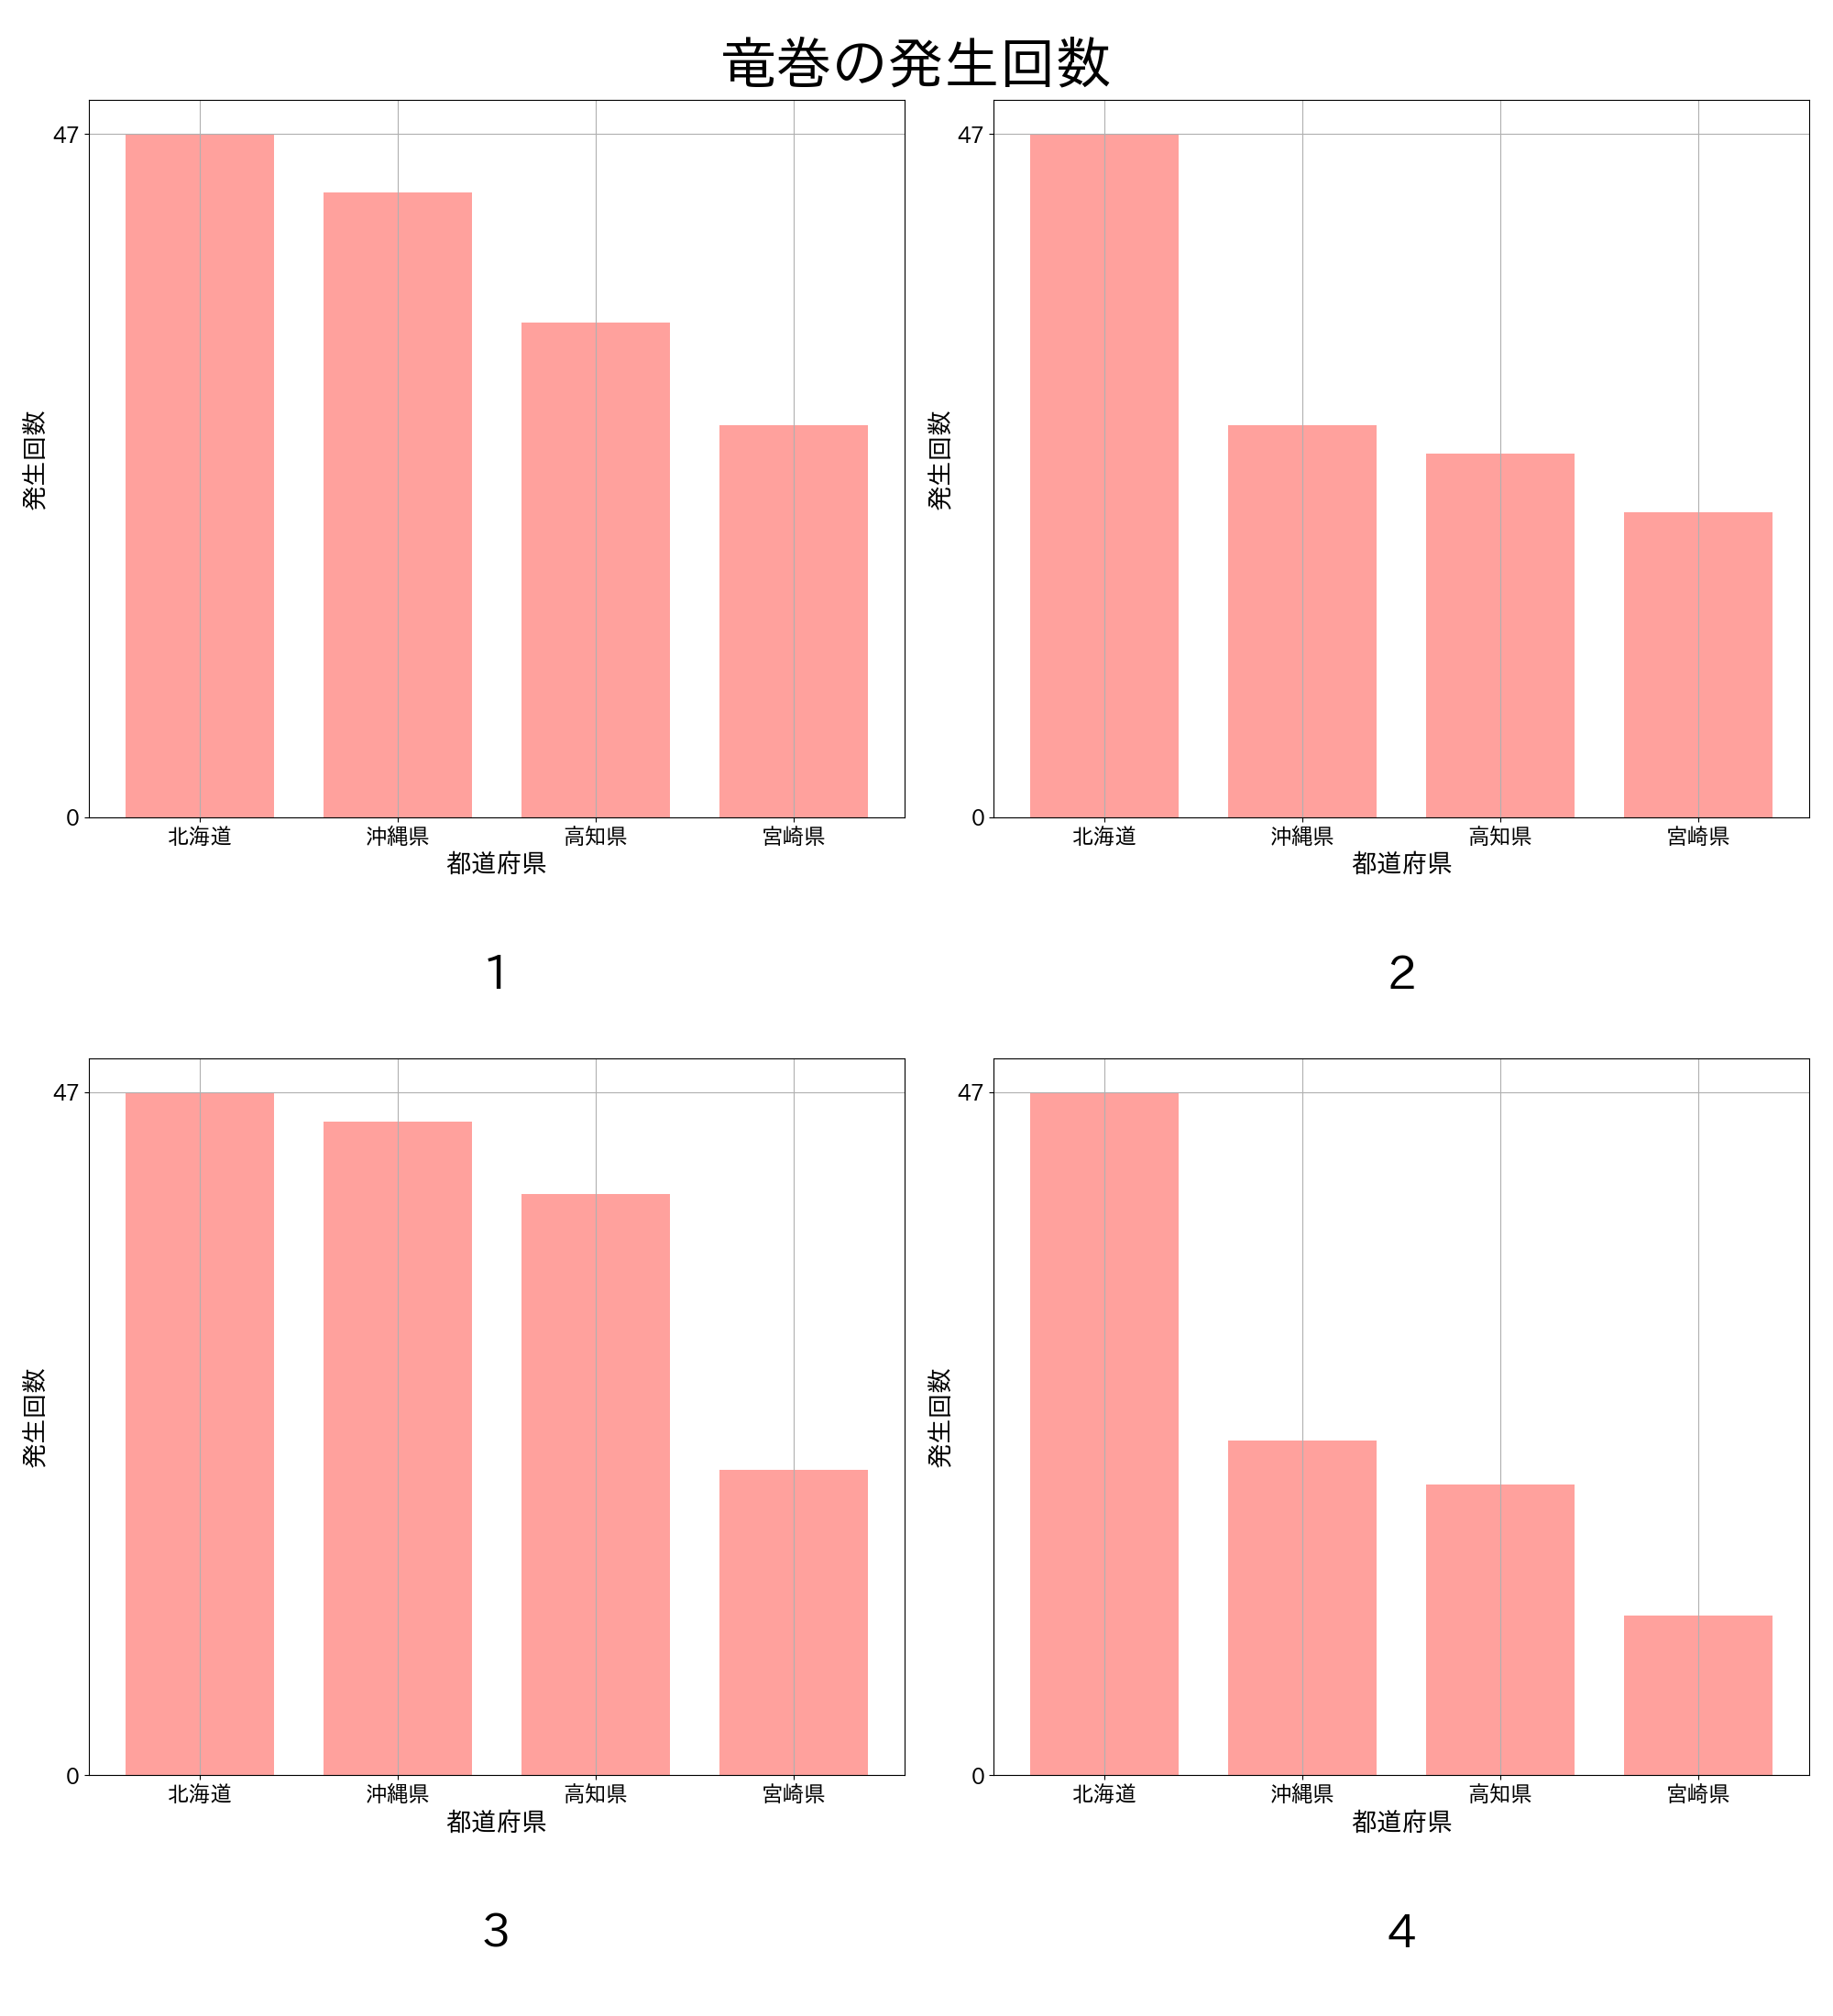 竜巻の発生回数
47
0
発生回数
北海道 沖縄県 高知県 宮崎県
都道府県
1
47
0
発生回数
北海道 沖縄県 高知県 宮崎県
都道府県
2
47
0
発生回数
北海道 沖縄県 高知県 宮崎県
都道府県
3
47
0
発生回数
北海道 沖縄県 高知県 宮崎県
都道府県
4